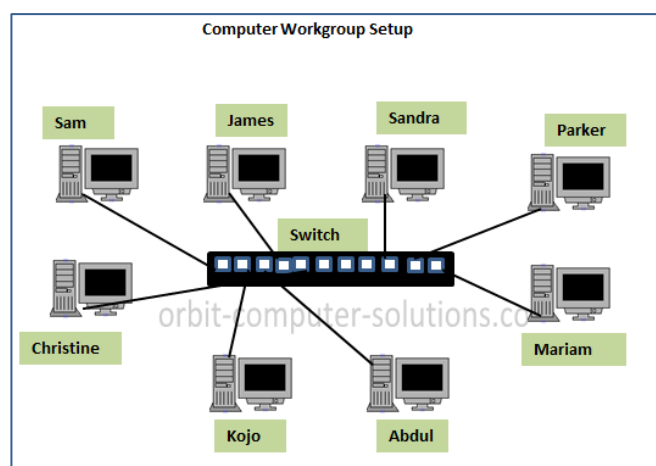 Computer Workgroup Setup
Sam
James
Sandra
Parker
Switch
orbit-computer-solutions.co
Christine
Mariam
Kojo
Abdul